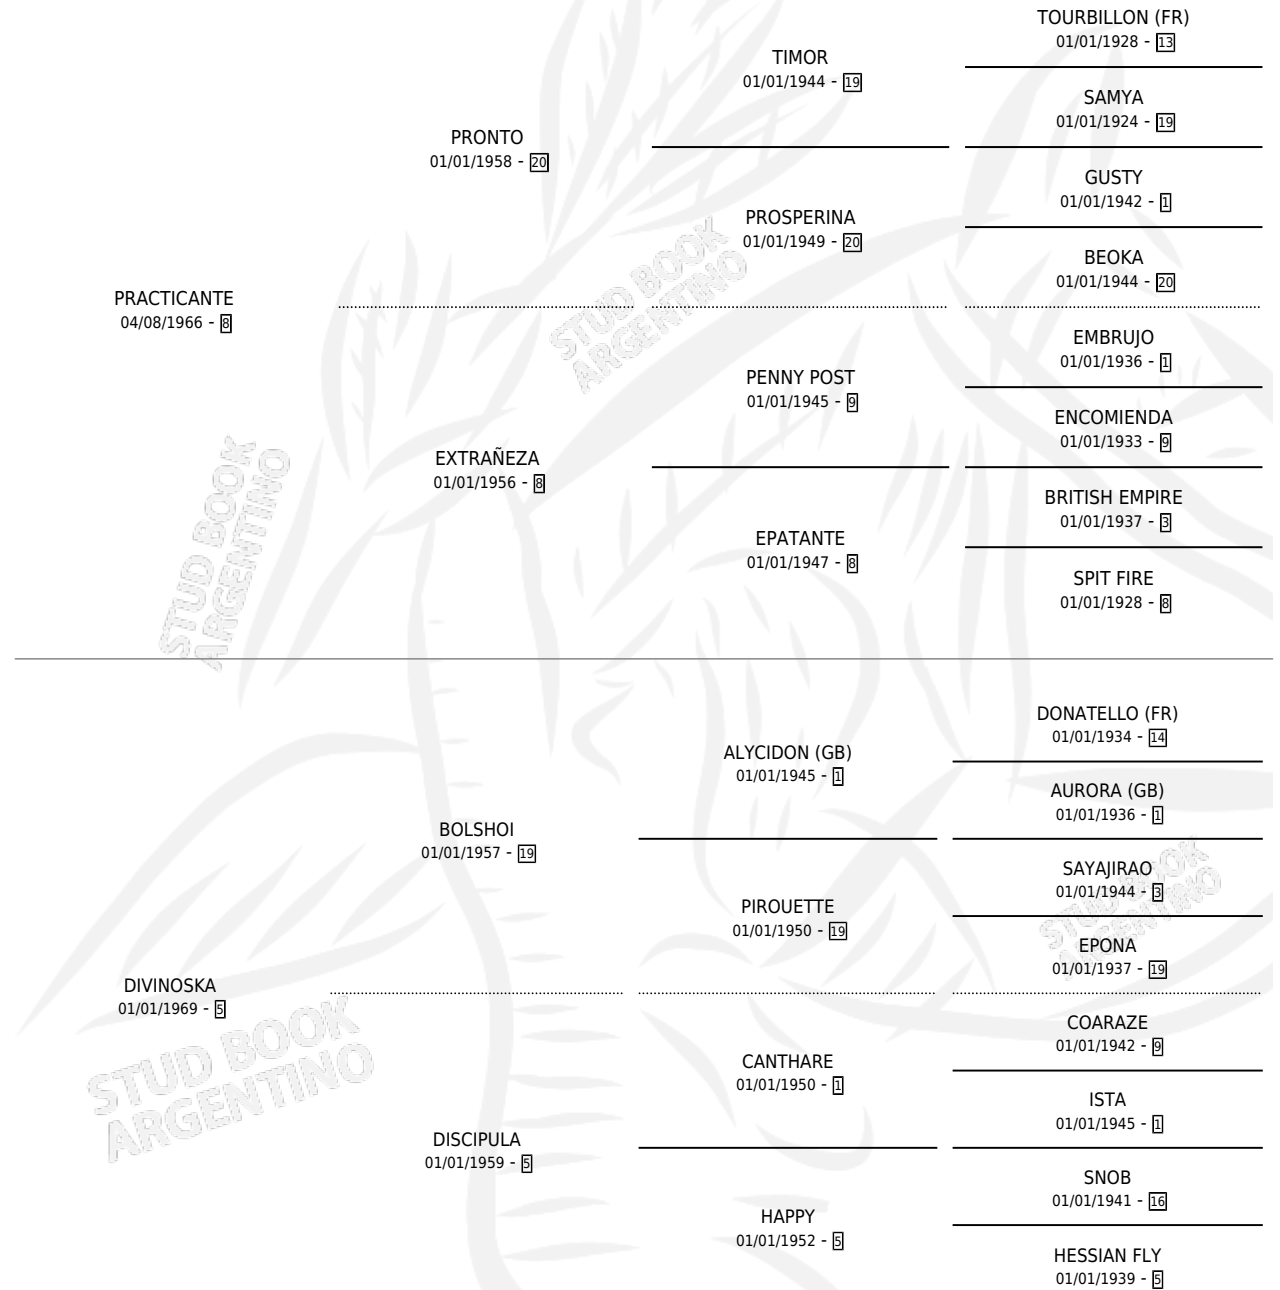 TOURBILLON (FR)
01/01/1928 - 13
TIMOR
01/01/1944 - 19
SAMYA
01/01/1924 - 19
PRONTO
01/01/1958 - 20
GUSTY
01/01/1942 - 1
PROSPERINA
01/01/1949 - 20
BEOKA
01/01/1944 - 20
PRACTICANTE
04/08/1966 - 8
EMBRUJO
01/01/1936 - 1
PENNY POST
01/01/1945 - 9
ENCOMIENDA
01/01/1933 - 9
EXTRAÑEZA
01/01/1956 - 8
BRITISH EMPIRE
01/01/1937 - 3
EPATANTE
01/01/1947 - 8
SPIT FIRE
01/01/1928 - 8
STUD BOOK
ARGENTINO
STUD BOOK
ARGENTINO
DONATELLO (FR)
01/01/1934 - 14
ALYCIDON (GB)
01/01/1945 - 1
AURORA (GB)
01/01/1936 - 1
BOLSHOI
01/01/1957 - 19
SAYAJIRAO
01/01/1944 - 3
PIROUETTE
01/01/1950 - 19
EPONA
01/01/1937 - 19
DIVINOSKA
01/01/1969 - 5
COARAZE
01/01/1942 - 9
CANTHARE
01/01/1950 - 1
ISTA
01/01/1945 - 1
DISCIPULA
01/01/1959 - 5
SNOB
01/01/1941 - 16
HAPPY
01/01/1952 - 5
HESSIAN FLY
01/01/1939 - 5
STUD BOOK
ARGENTINO
STUD BOOK
ARGENTINO